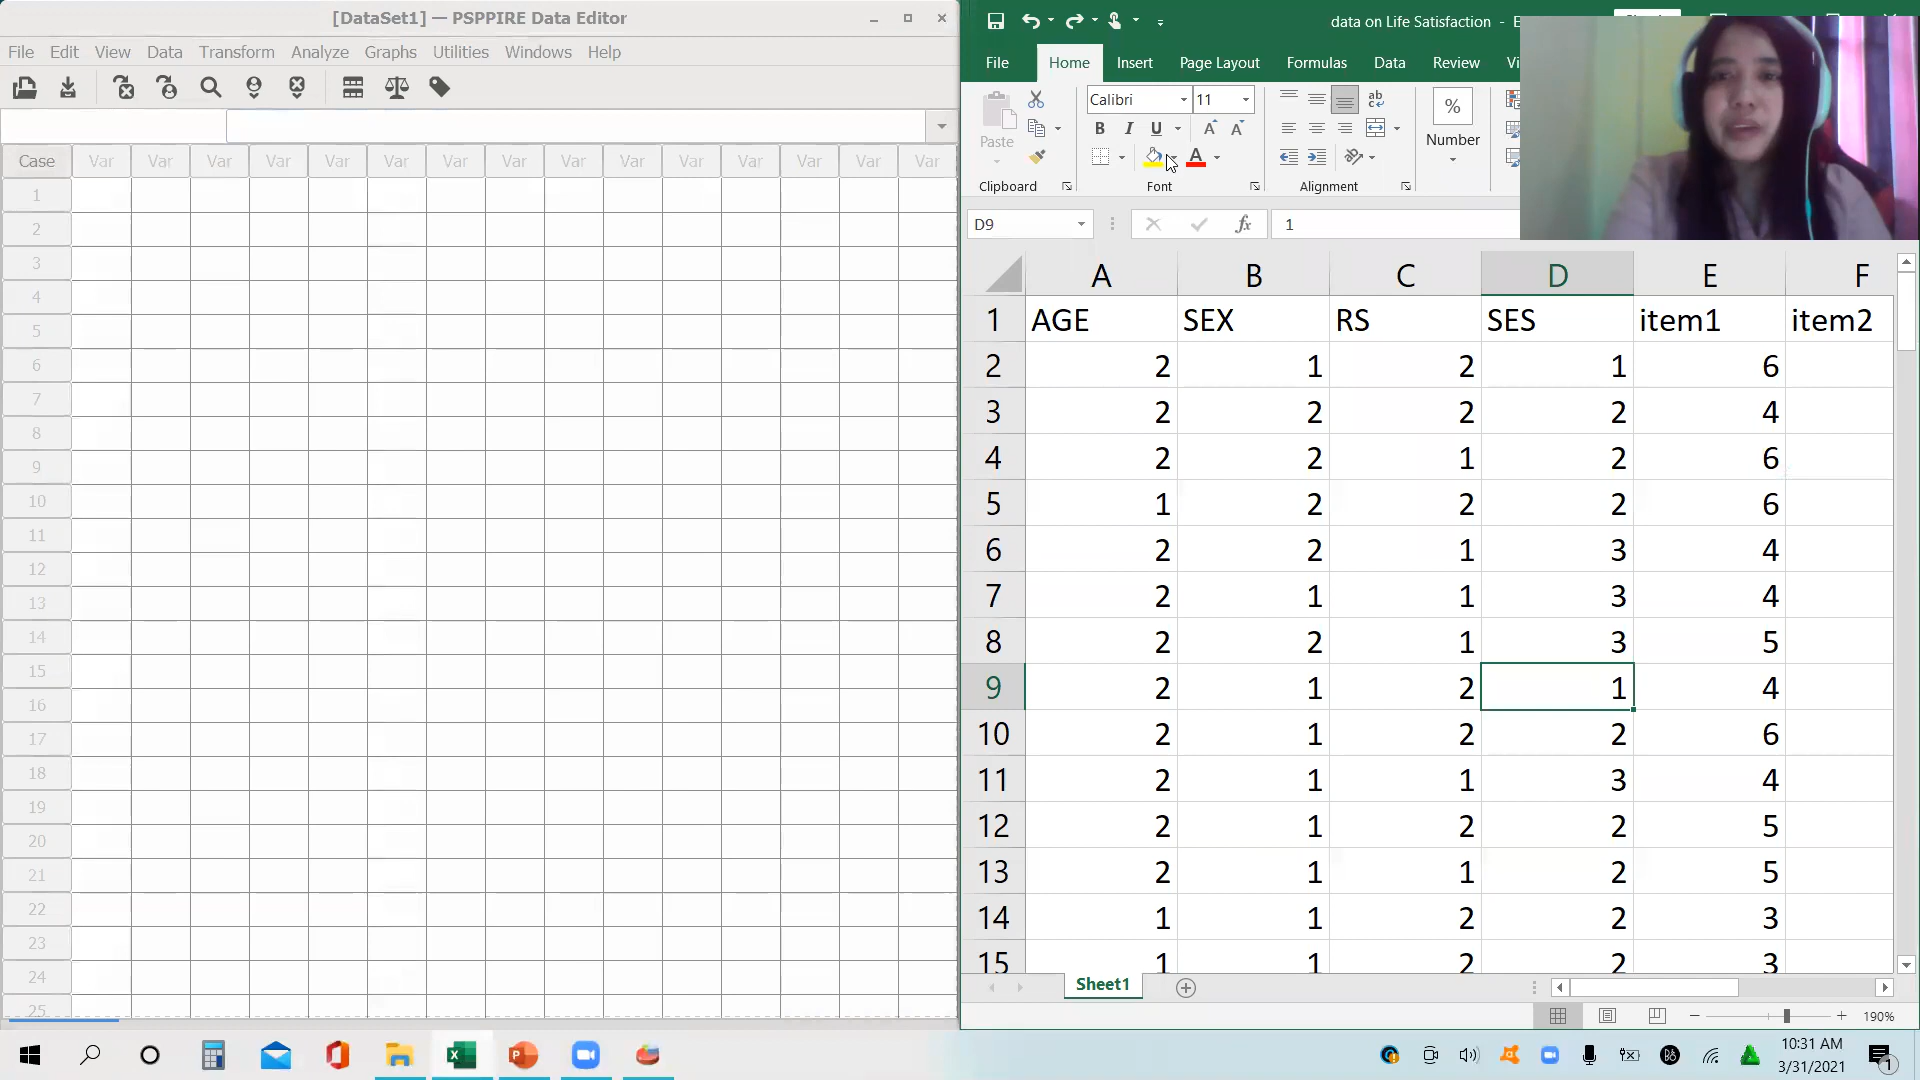 [DataSet1] — PSPPIRE Data Editor
File Edit View Data Transform Analyze Graphs Utilities Windows Help
Case Var Var Var Var Var Var Var Var Var Var Var Var Var Var Var
1
2
3
4
5
6
7
8
9
10
11
12
13
14
15
16
17
18
19
20
21
22
23
24
25
data on Life Satisfaction - E
File Home Insert Page Layout Formulas Data Review Vi
Calibri 11
Paste B I U A A A ab %
Number
Clipboard Font Alignment
D9 fx 1
A B C D E F
1 AGE SEX RS SES item1 item2
2 2 1 2 1 6
3 2 2 2 2 4
4 2 2 1 2 6
5 1 2 2 2 6
6 2 2 1 3 4
7 2 1 1 3 4
8 2 2 1 3 5
9 2 1 2 1 4
10 2 1 2 2 6
11 2 1 1 3 4
12 2 1 2 2 5
13 2 1 1 2 5
14 1 1 2 2 3
15 1 1 2 2 3
Sheet1
190%
10:31 AM
3/31/2021
1